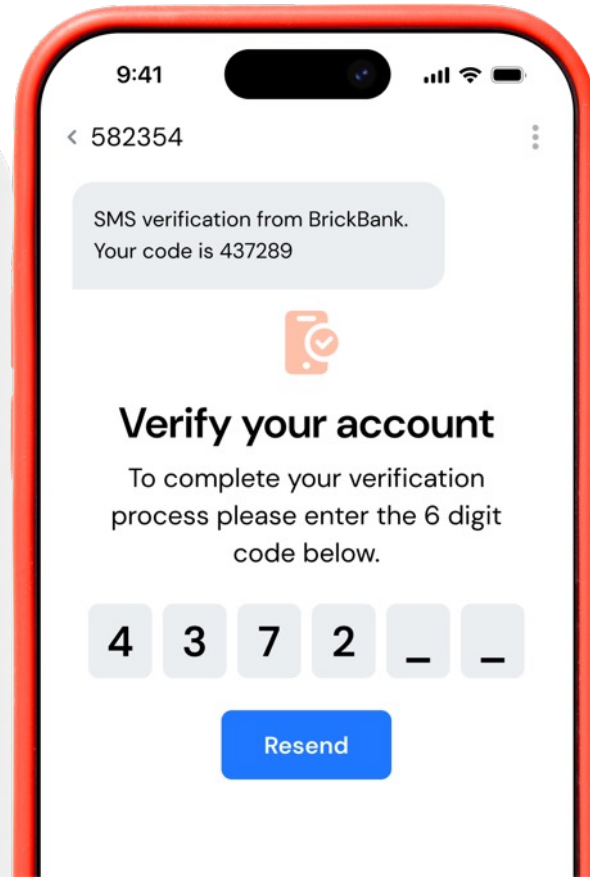 9:41
582354
SMS verification from BrickBank.
Your code is 437289
Verify your account
To complete your verification
process please enter the 6 digit
code below.
4 3 7 2 _ _
Resend